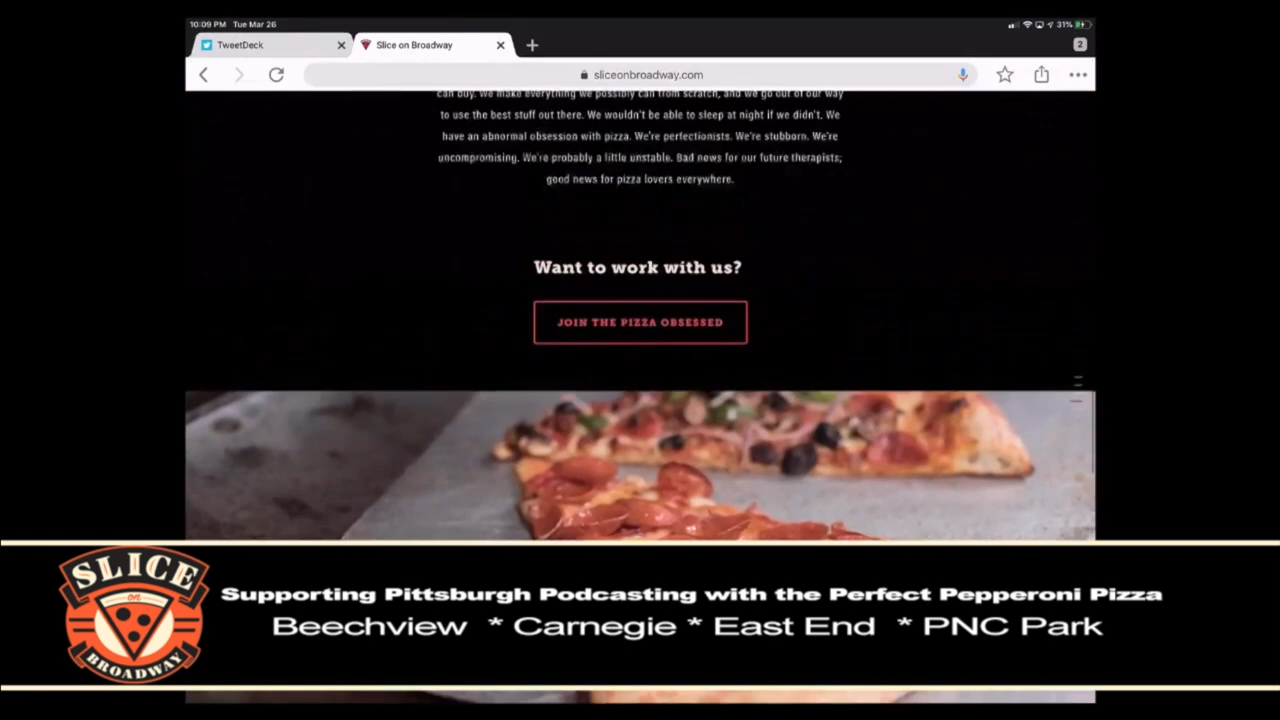 10:09 PM Tue Mar 26
31%
TweetDeck
Slice on Broadway
2
sliceonbroadway.com
can buy. We make everything we possibly can from scratch, and we go out of our way
to use the best stuff out there. We wouldn't be able to sleep at night if we didn't. We
have an abnormal obsession with pizza. We're perfectionists. We're stubborn. We're
uncompromising. We're probably a little unstable. Bad news for our future therapists;
good news for pizza lovers everywhere.
Want to work with us?
JOIN THE PIZZA OBSESSED
SLICE
on
BROADWAY
Supporting Pittsburgh Podcasting with the Perfect Pepperoni Pizza
Beechview * Carnegie * East End * PNC Park